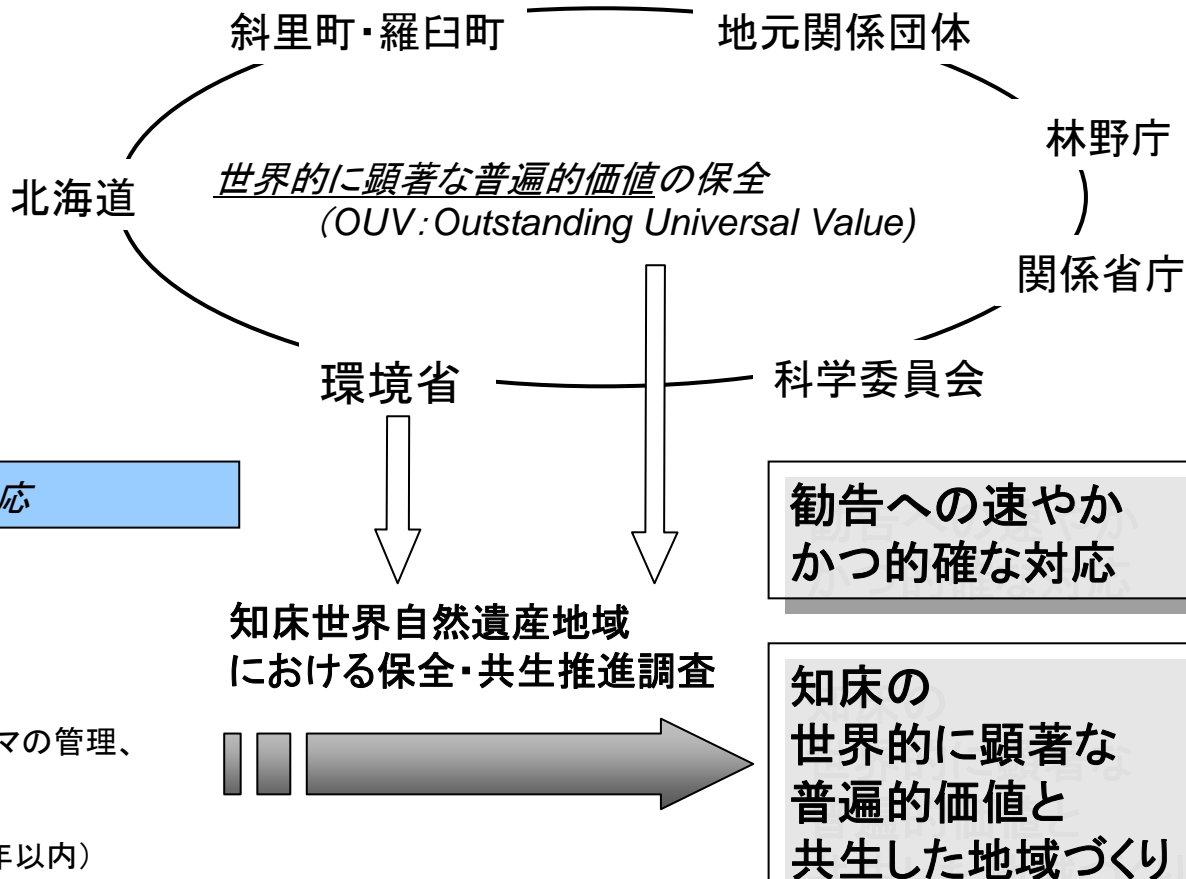 斜里町・羅臼町
地元関係団体
林野庁
北海道
世界的に顕著な普遍的価値の保全
（OUV：Outstanding Universal Value)
関係省庁
環境省
科学委員会
応
勧告への速やか
かつ的確な対応
知床世界自然遺産地域
における保全・共生推進調査
知床の
世界的に顕著な
普遍的価値と
共生した地域づくり
マの管理、
年以内）